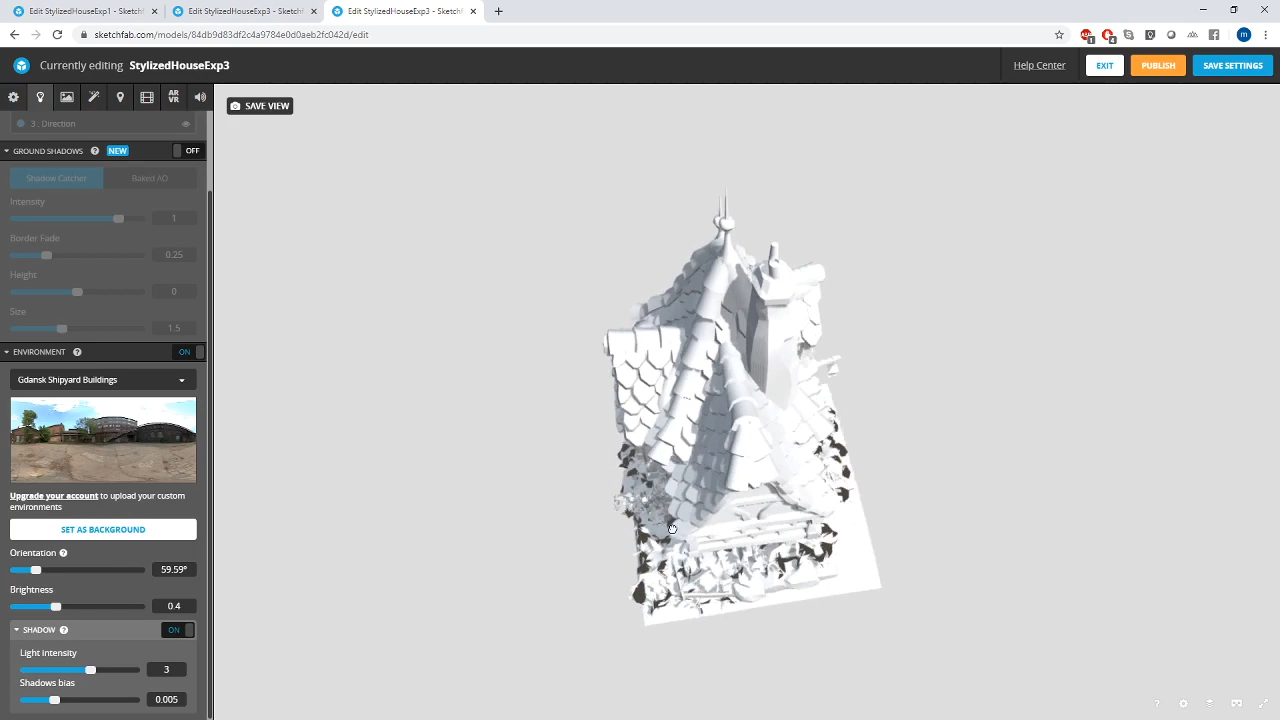 Edit StylizedHouseExp1 - Sketchf
Edit StylizedHouseExp3 - Sketchf
Edit StylizedHouseExp3 - Sketchf
sketchfab.com/models/84db9d83df2c4a9784e0d0aeb2fc042d/edit
Currently editing StylizedHouseExp3
Help Center
EXIT
PUBLISH
SAVE SETTINGS
AR VR
SAVE VIEW
3 : Direction
GROUND SHADOWS ? NEW OFF
Shadow Catcher
Baked AO
Intensity
1
Border Fade
0.25
Height
0
Size
1.5
ENVIRONMENT ? ON
Gdansk Shipyard Buildings
Upgrade your account to upload your custom
environments
SET AS BACKGROUND
Orientation ?
59.59°
Brightness
0.4
SHADOW ? ON
Light intensity
3
Shadows bias
0.005